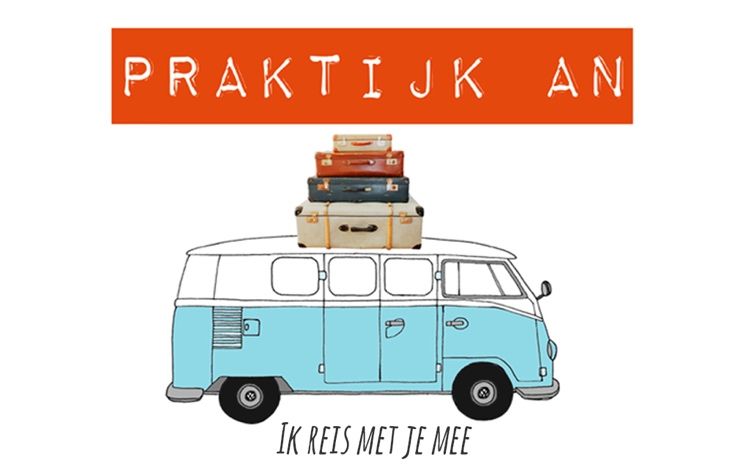 PRAKTIJK AN
IK REIS MET JE MEE